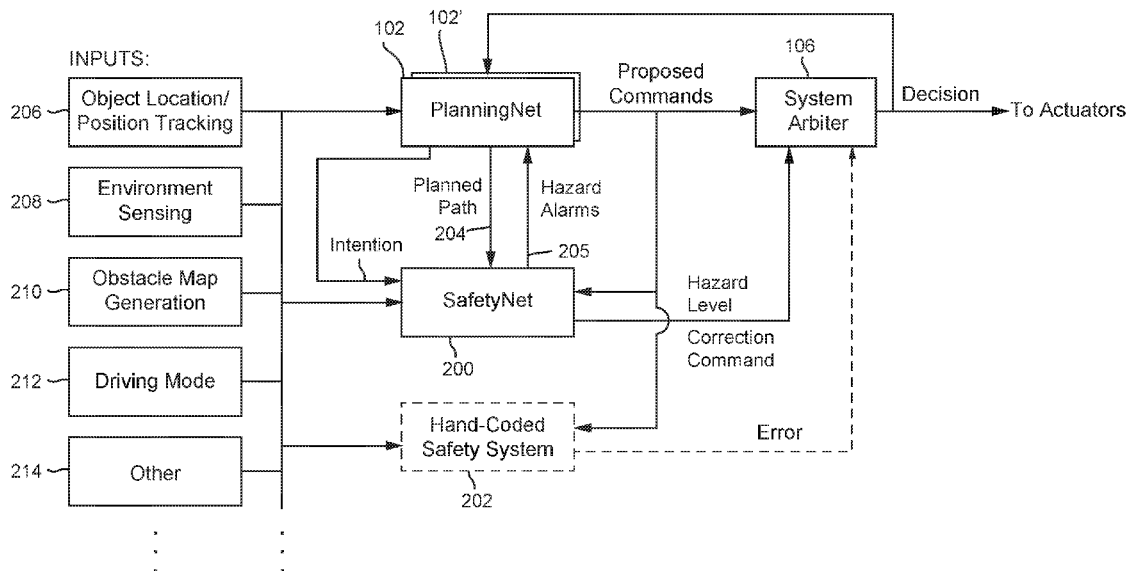 102
102'
INPUTS:
106
206
Object Location/
Position Tracking
PlanningNet
Proposed
Commands
System
Arbiter
Decision
To Actuators
208
Environment
Sensing
Planned
Path
204
Hazard
Alarms
205
Intention
210
Obstacle Map
Generation
SafetyNet
200
Hazard
Level
Correction
Command
212
Driving Mode
Hand-Coded
Safety System
202
Error
214
Other